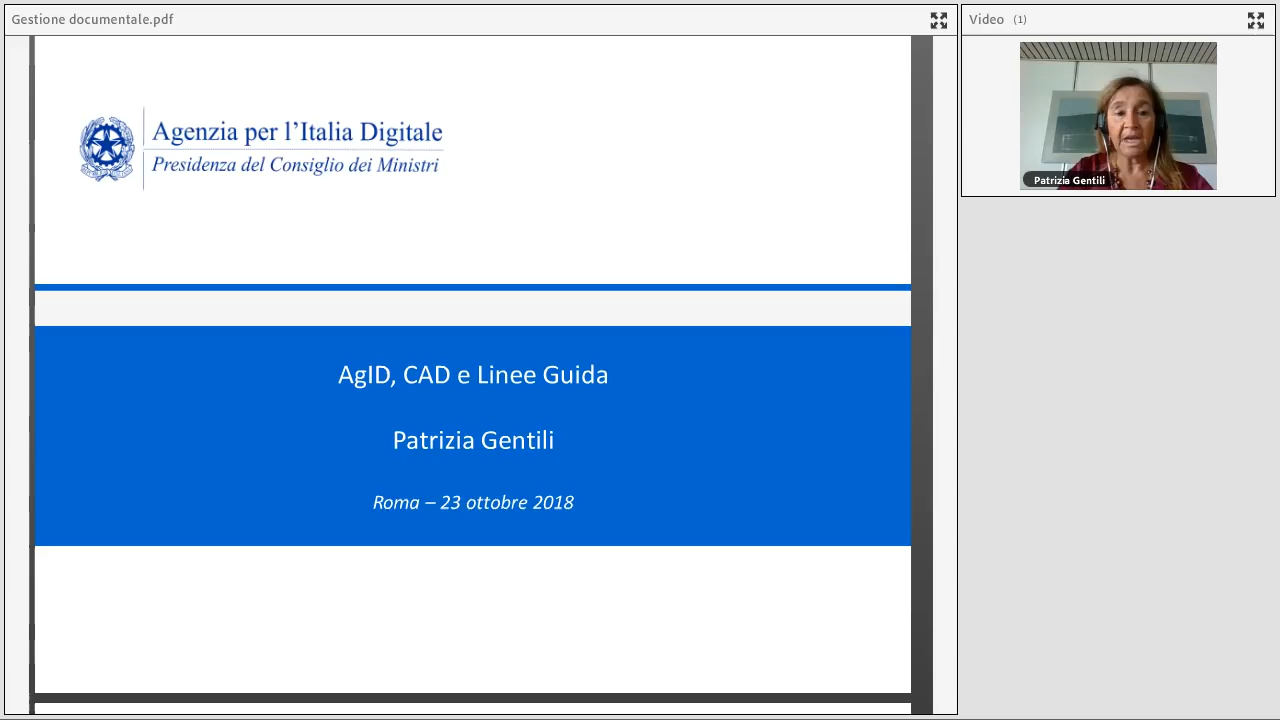 Gestione documentale.pdf
Video (1)
Agenzia per l'Italia Digitale
Presidenza del Consiglio dei Ministri
Patrizia Gentili
AgID, CAD e Linee Guida
Patrizia Gentili
Roma – 23 ottobre 2018